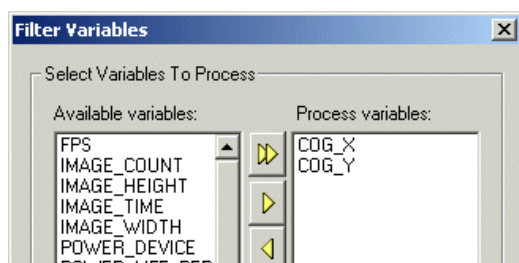 Filter Variables
Select Variables To Process
Available variables:
Process variables:
FPS
IMAGE_COUNT
IMAGE_HEIGHT
IMAGE_TIME
IMAGE_WIDTH
POWER_DEVICE
COG_X
COG_Y